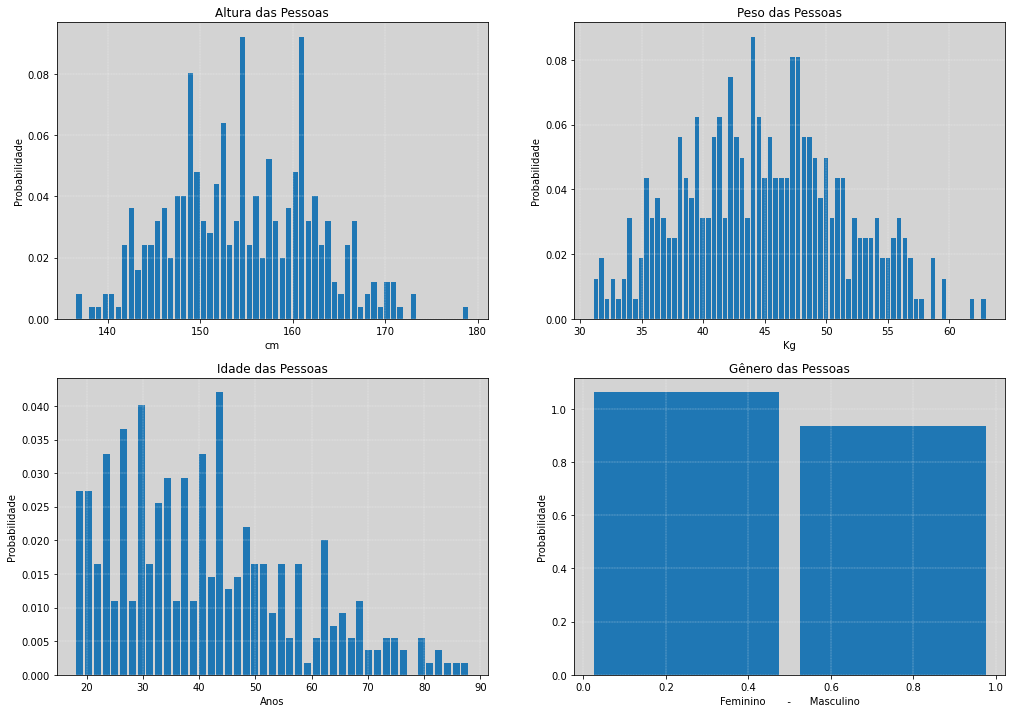 Altura das Pessoas
Probabilidade
0.08
0.06
0.04
0.02
0.00
140 150 160 170 180
cm
Peso das Pessoas
Probabilidade
0.08
0.06
0.04
0.02
0.00
30 35 40 45 50 55 60
Kg
Idade das Pessoas
Probabilidade
0.040
0.035
0.030
0.025
0.020
0.015
0.010
0.005
0.000
20 30 40 50 60 70 80 90
Anos
Gênero das Pessoas
Probabilidade
1.0
0.8
0.6
0.4
0.2
0.0
0.0 0.2 0.4 0.6 0.8 1.0
Feminino - Masculino